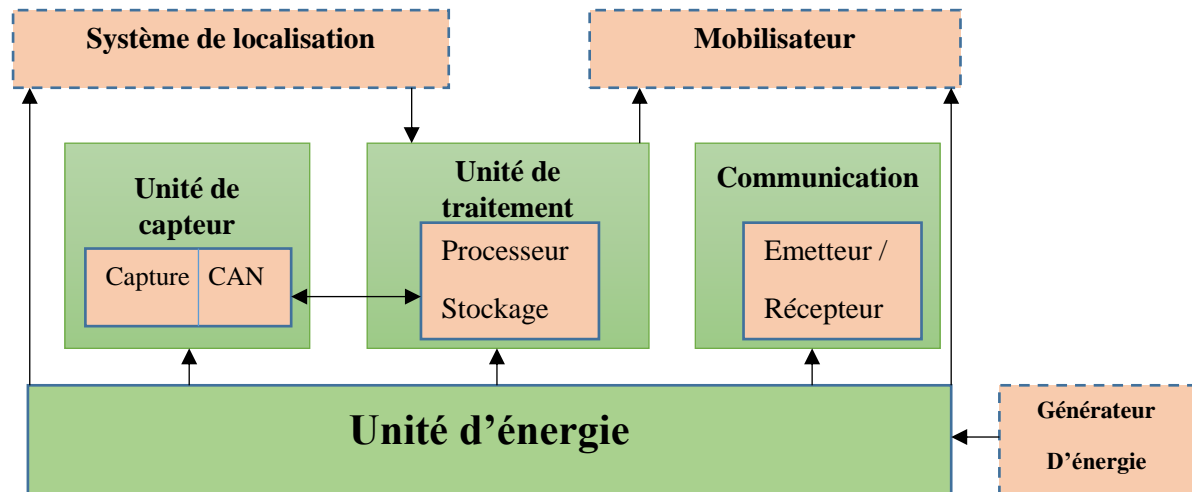 Système de localisation
Mobilisateur
Unité de
capteur
Capture
CAN
Unité de
traitement
Processeur
Stockage
Communication
Emetteur /
Récepteur
Unité d’énergie
Générateur
D’énergie